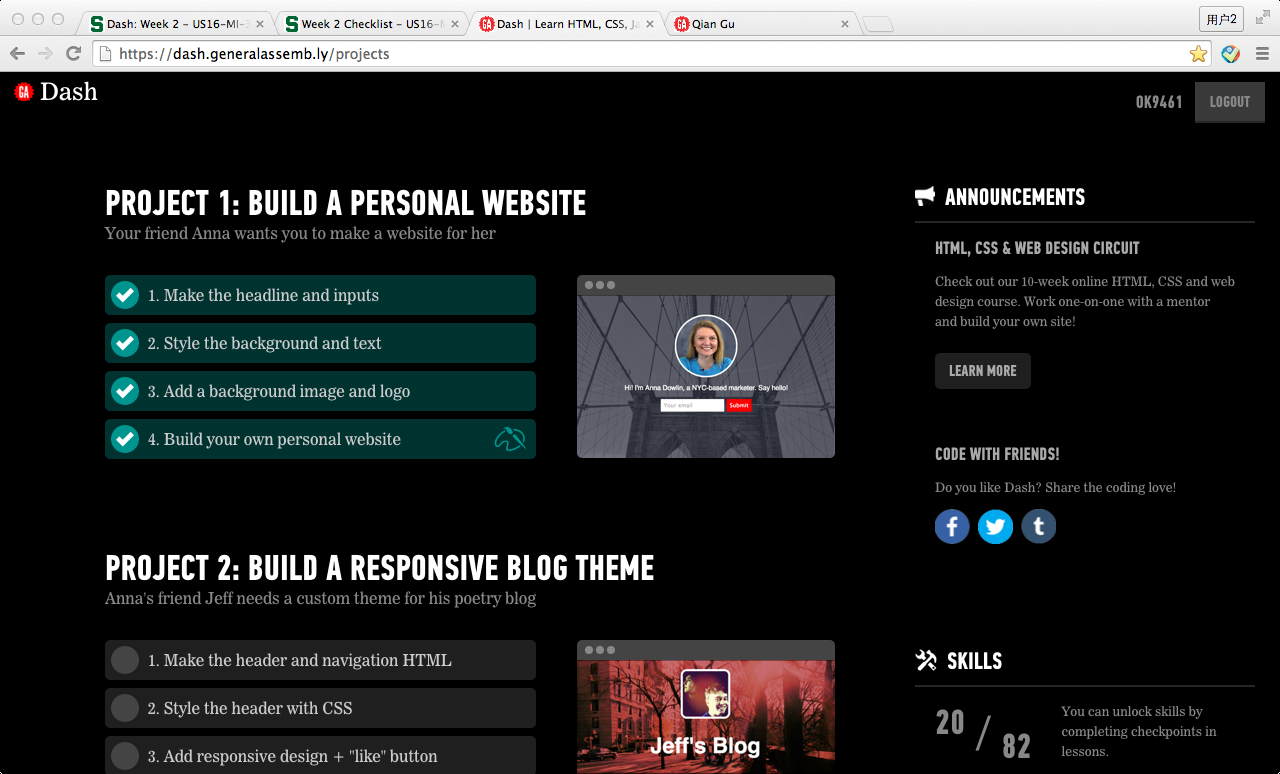 Dash: Week 2 – US16-MI-
Week 2 Checklist – US16-
Dash | Learn HTML, CSS, Ja
Qian Gu
用户2
https://dash.generalassemb.ly/projects
GA Dash
OK9461
LOGOUT
PROJECT 1: BUILD A PERSONAL WEBSITE
Your friend Anna wants you to make a website for her
1. Make the headline and inputs
2. Style the background and text
3. Add a background image and logo
4. Build your own personal website
Hi! I'm Anna Dowlin, a NYC-based marketer. Say hello!
Your email
Submit
PROJECT 2: BUILD A RESPONSIVE BLOG THEME
Anna's friend Jeff needs a custom theme for his poetry blog
1. Make the header and navigation HTML
2. Style the header with CSS
3. Add responsive design + "like" button
Jeff's Blog
ANNOUNCEMENTS
HTML, CSS & WEB DESIGN CIRCUIT
Check out our 10-week online HTML, CSS and web
design course. Work one-on-one with a mentor
and build your own site!
LEARN MORE
CODE WITH FRIENDS!
Do you like Dash? Share the coding love!
SKILLS
20 / 82
You can unlock skills by
completing checkpoints in
lessons.